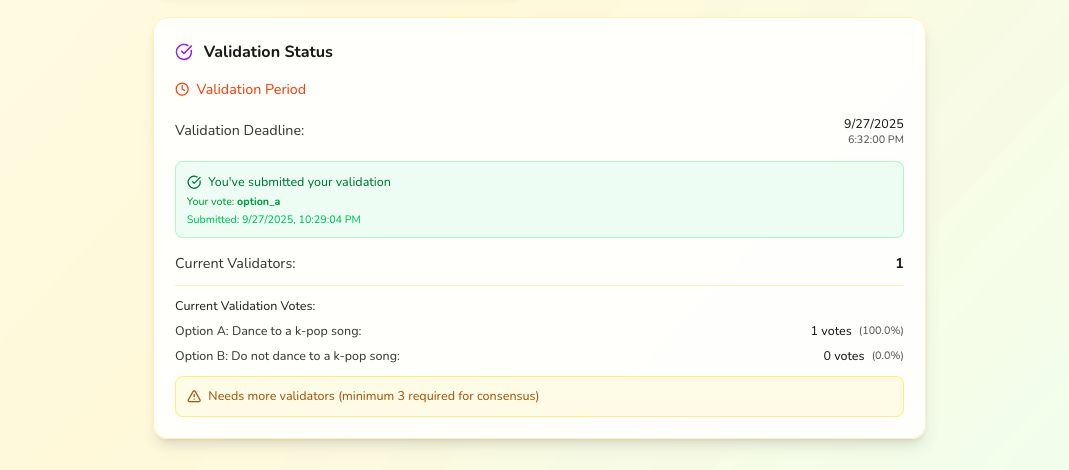 Validation Status
Validation Period
Validation Deadline:
9/27/2025
6:32:00 PM
You've submitted your validation
Your vote: option_a
Submitted: 9/27/2025, 10:29:04 PM
Current Validators:
1
Current Validation Votes:
Option A: Dance to a k-pop song:
1 votes (100.0%)
Option B: Do not dance to a k-pop song:
0 votes (0.0%)
Needs more validators (minimum 3 required for consensus)